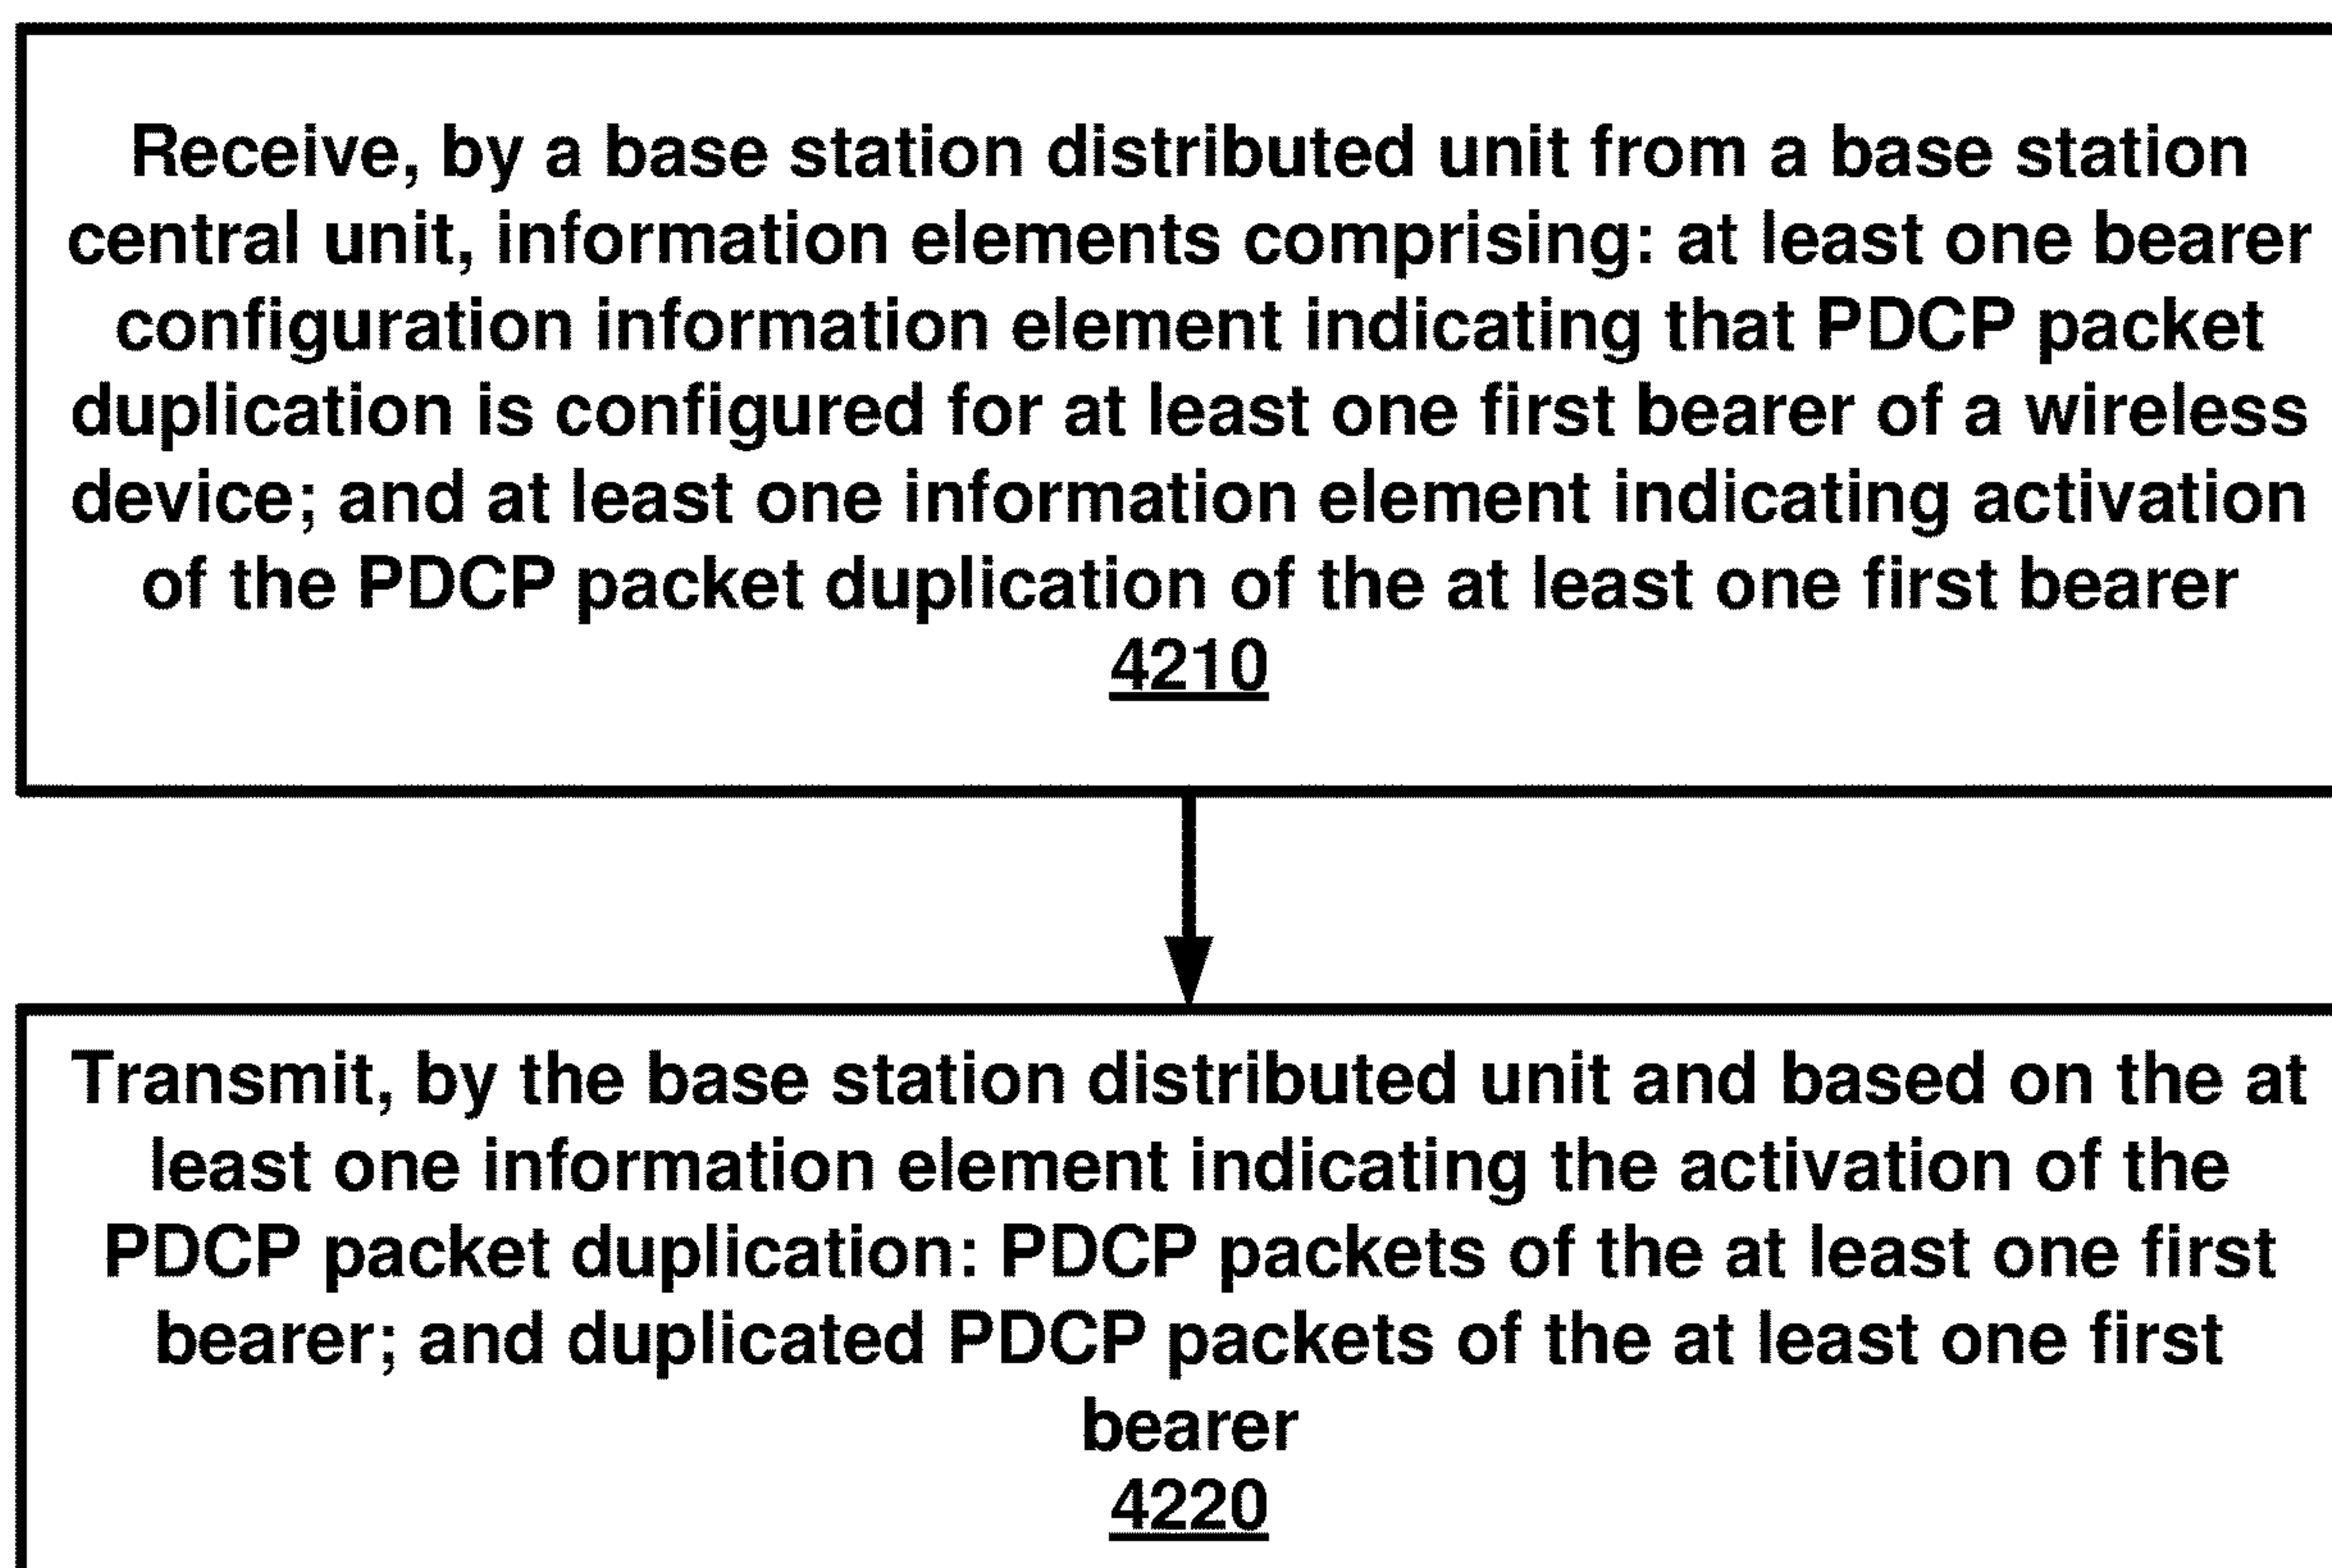 Receive, by a base station distributed unit from a base station
central unit, information elements comprising: at least one bearer
configuration information element indicating that PDCP packet
duplication is configured for at least one first bearer of a wireless
device; and at least one information element indicating activation
of the PDCP packet duplication of the at least one first bearer
4210
Transmit, by the base station distributed unit and based on the at
least one information element indicating the activation of the
PDCP packet duplication: PDCP packets of the at least one first
bearer; and duplicated PDCP packets of the at least one first
bearer
4220